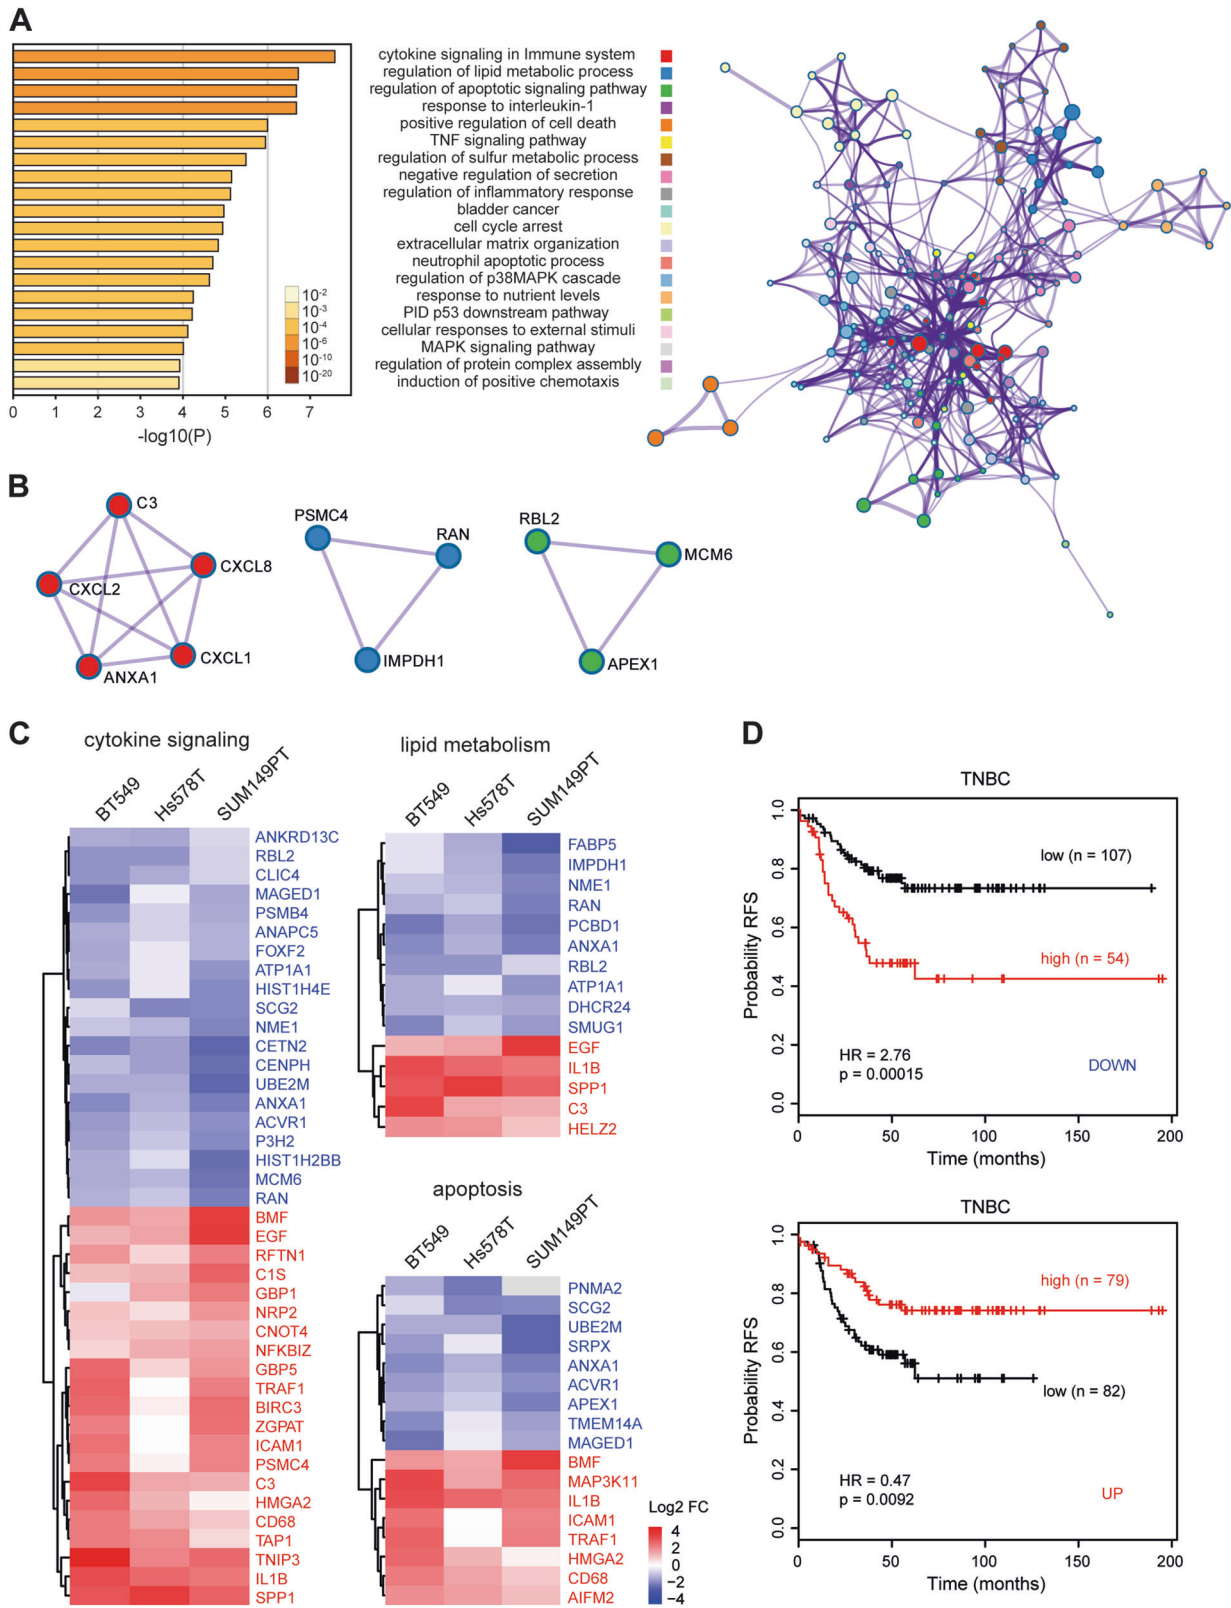 A
cytokine signaling in Immune system
regulation of lipid metabolic process
regulation of apoptotic signaling pathway
response to interleukin-1
positive regulation of cell death
TNF signaling pathway
regulation of sulfur metabolic process
negative regulation of secretion
regulation of inflammatory response
bladder cancer
cell cycle arrest
extracellular matrix organization
neutrophil apoptotic process
regulation of p38MAPK cascade
response to nutrient levels
PID p53 downstream pathway
cellular responses to external stimuli
MAPK signaling pathway
regulation of protein complex assembly
induction of positive chemotaxis
10-2
10-3
10-4
10-6
10-10
10-20
0 1 2 3 4 5 6 7
-log10(P)
B
C3
CXCL8
CXCL2
CXCL1
ANXA1
PSMC4
RAN
IMPDH1
RBL2
MCM6
APEX1
C
cytokine signaling
BT549 Hs578T SUM149PT
ANKRD13C
RBL2
CLIC4
MAGED1
PSMB4
ANAPC5
FOXF2
ATP1A1
HIST1H4E
SCG2
NME1
CETN2
CENPH
UBE2M
ANXA1
ACVR1
P3H2
HIST1H2BB
MCM6
RAN
BMF
EGF
RFTN1
C1S
GBP1
NRP2
CNOT4
NFKBIZ
GBP5
TRAF1
BIRC3
ZGPAT
ICAM1
PSMC4
C3
HMGA2
CD68
TAP1
TNIP3
IL1B
SPP1
lipid metabolism
BT549 Hs578T SUM149PT
FABP5
IMPDH1
NME1
RAN
PCBD1
ANXA1
RBL2
ATP1A1
DHCR24
SMUG1
EGF
IL1B
SPP1
C3
HELZ2
apoptosis
BT549 Hs578T SUM149PT
PNMA2
SCG2
UBE2M
SRPX
ANXA1
ACVR1
APEX1
TMEM14A
MAGED1
BMF
MAP3K11
IL1B
ICAM1
TRAF1
HMGA2
CD68
AIFM2
Log2 FC
4
2
0
−2
−4
D
TNBC
Probability RFS
1.0
0.8
0.6
0.4
0.2
0.0
low (n = 107)
high (n = 54)
HR = 2.76
p = 0.00015
DOWN
0 50 100 150 200
Time (months)
TNBC
Probability RFS
1.0
0.8
0.6
0.4
0.2
0.0
high (n = 79)
low (n = 82)
HR = 0.47
p = 0.0092
UP
0 50 100 150 200
Time (months)